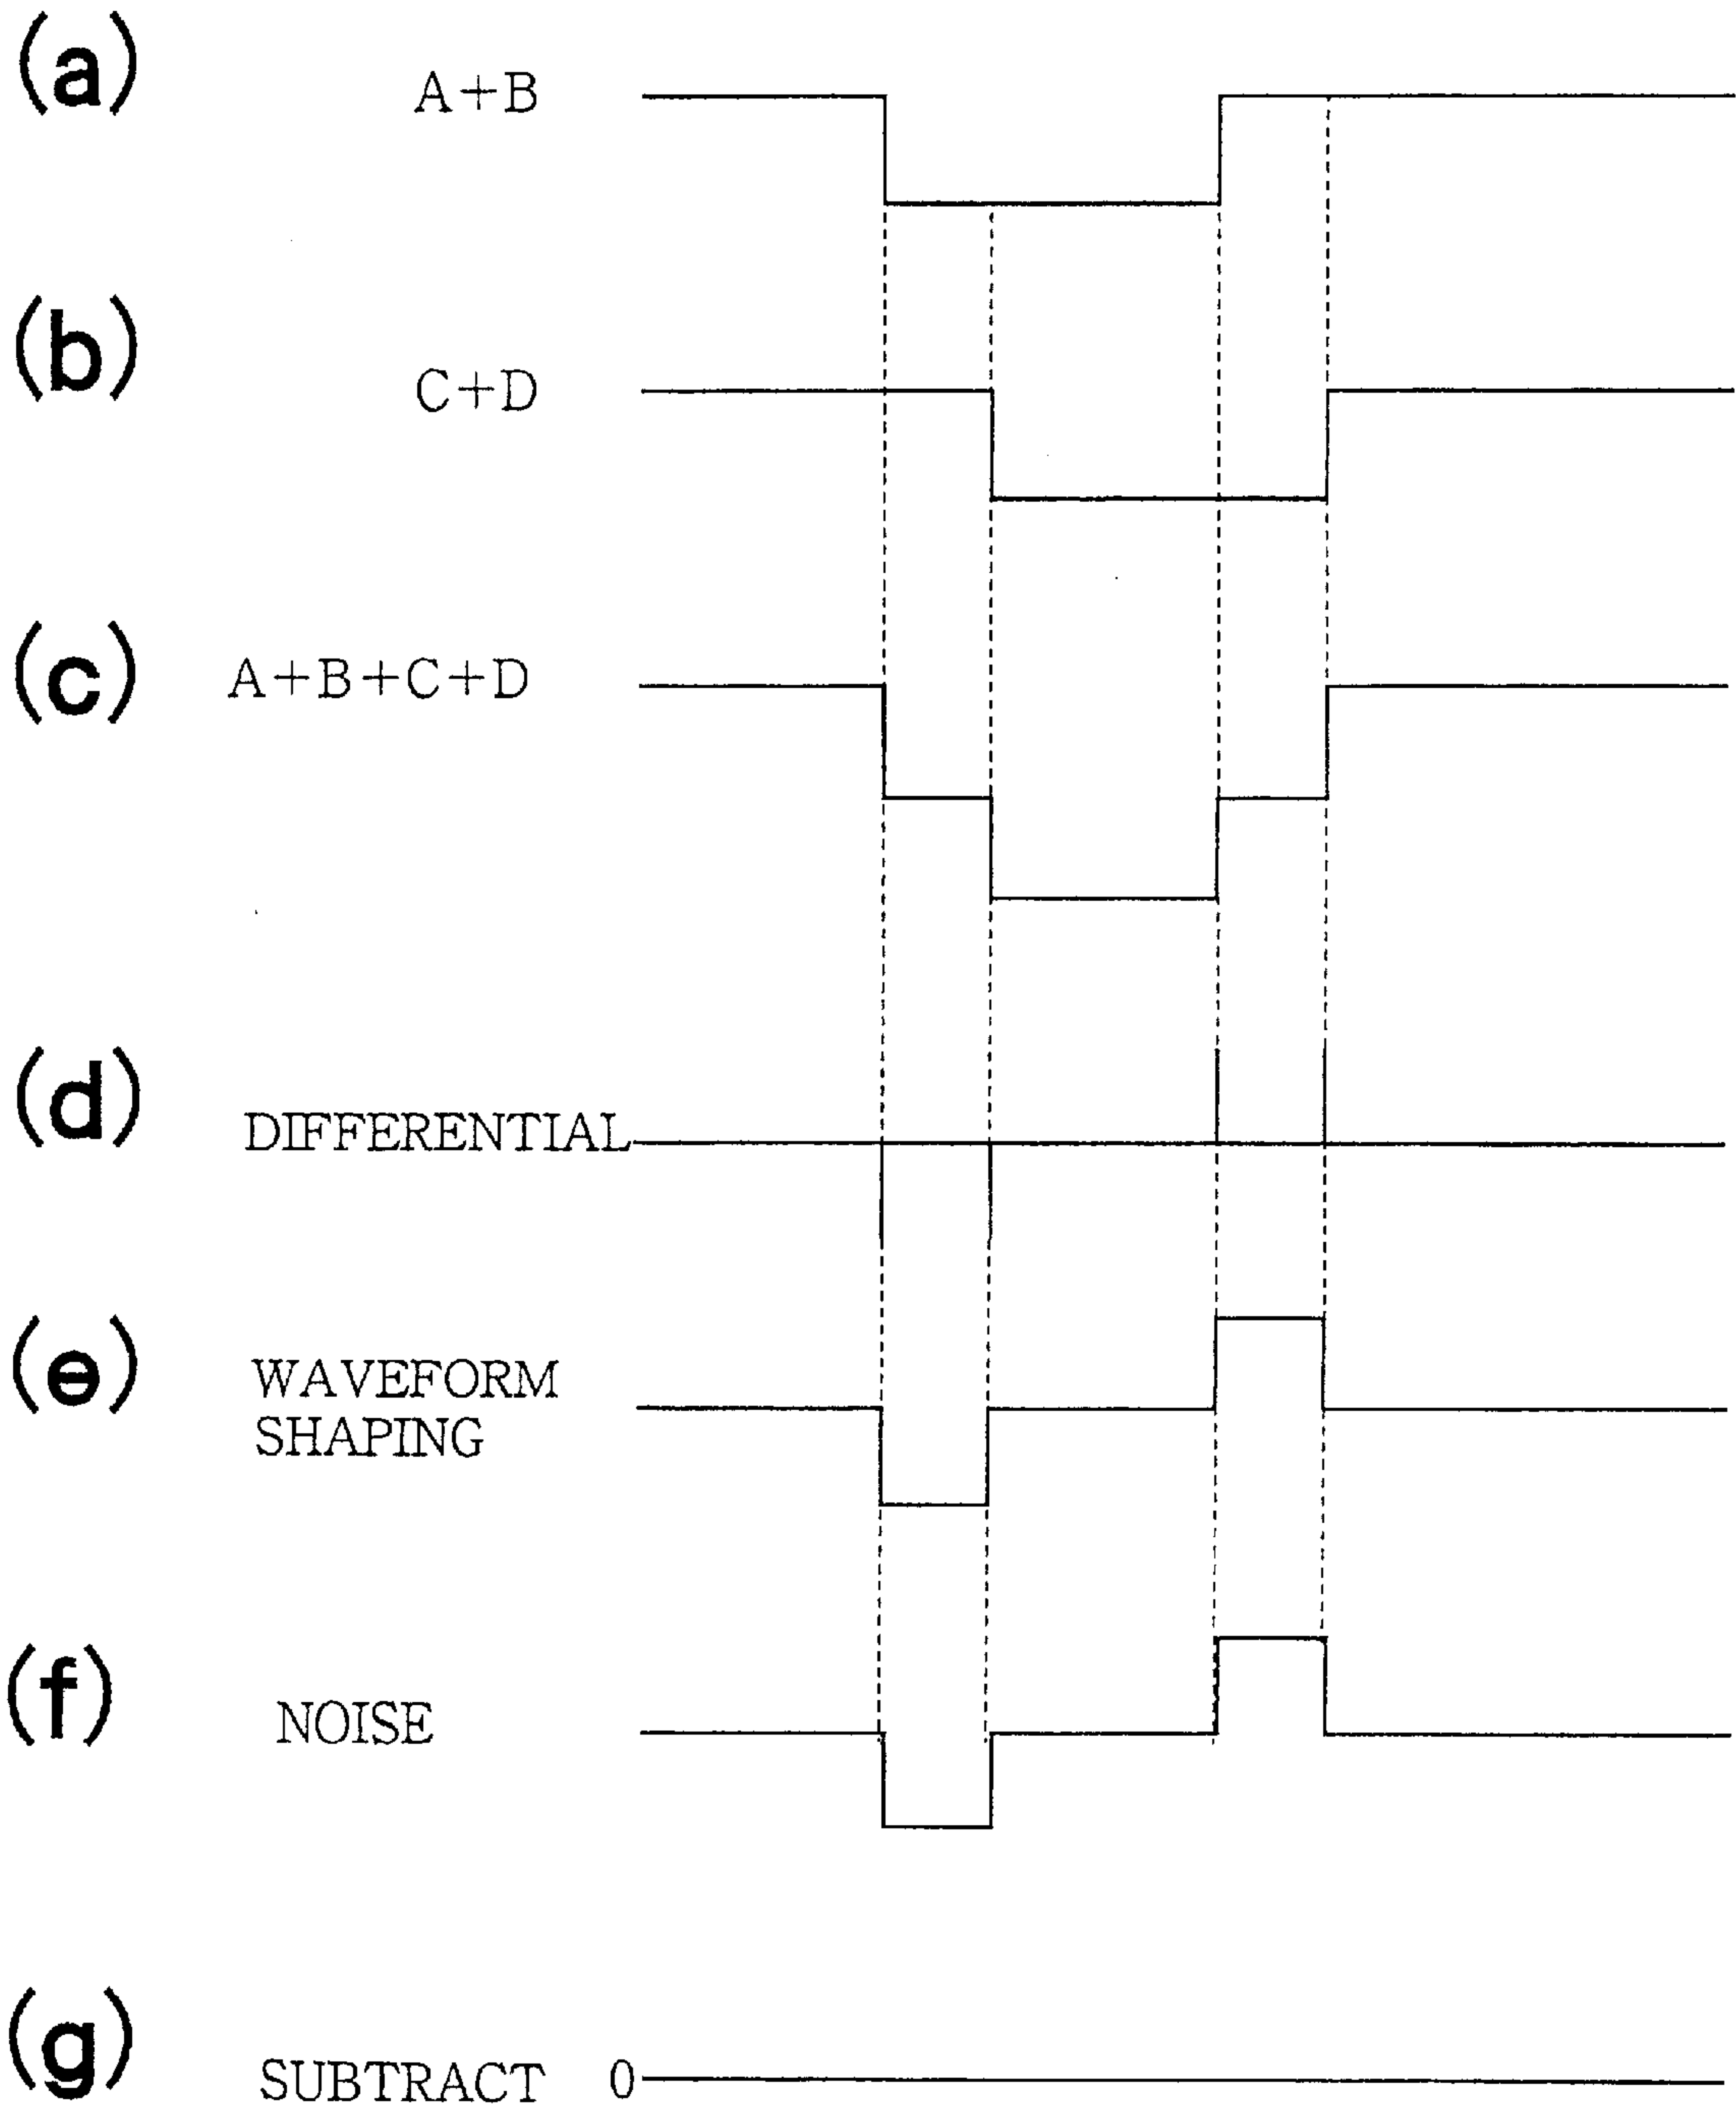 (a) A+B
(b) C+D
(c) A+B+C+D
(d) DIFFERENTIAL
(e) WAVEFORM
SHAPING
(f) NOISE
(g) SUBTRACT 0